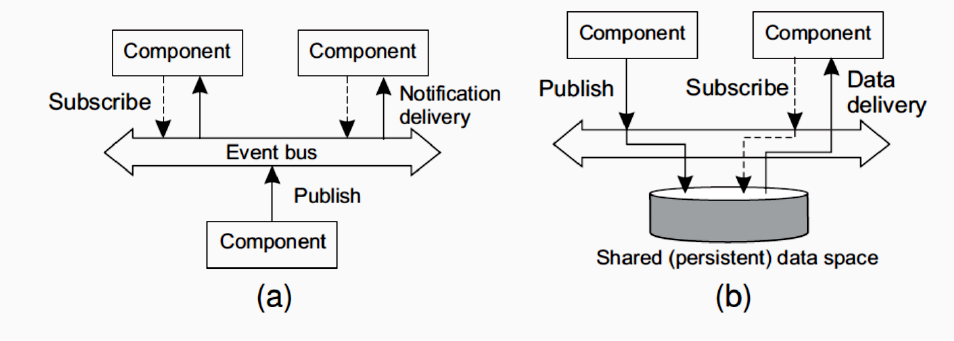 Component
Component
Subscribe
Notification
delivery
Event bus
Publish
Component
(a)
Component
Component
Publish
Subscribe
Data
delivery
Shared (persistent) data space
(b)